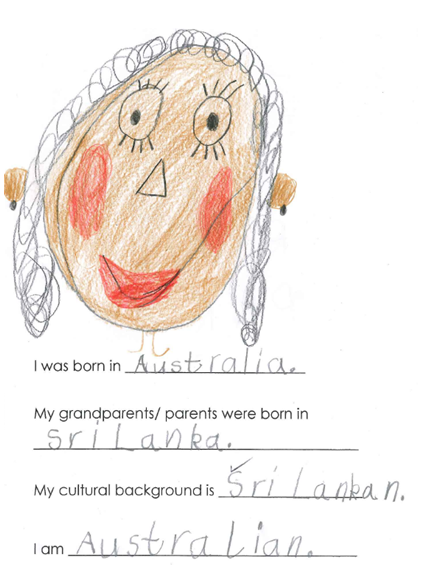 I was born in Australia.
My grandparents/ parents were born in
Sri Lanka.
My cultural background is Sri Lankan.
I am Australian.